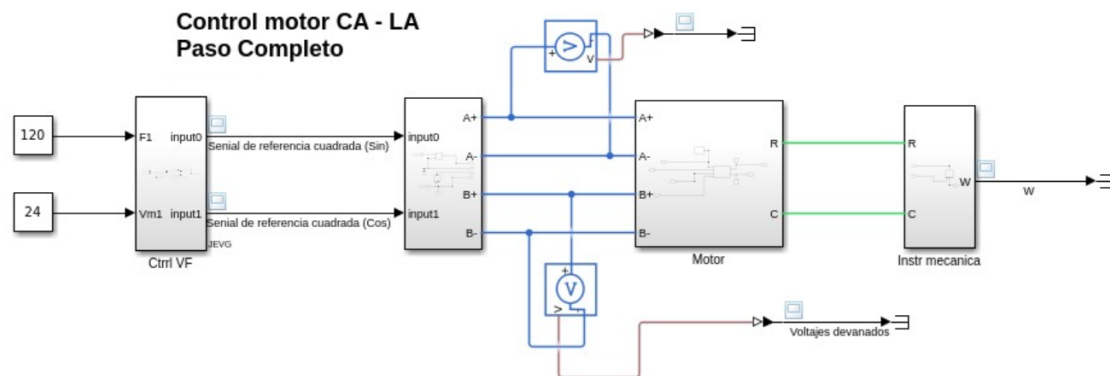 Control motor CA - LA
Paso Completo
120
24
F1
Vm1
input0
input1
Ctrrl VF
Senial de referencia cuadrada (Sin)
Senial de referencia cuadrada (Cos)
JEVG
input0
input1
A+
A-
B+
B-
+
V
-
V
+
V
-
V
A+
A-
B+
B-
R
C
Motor
R
C
W
Instr mecanica
W
Voltajes devanados